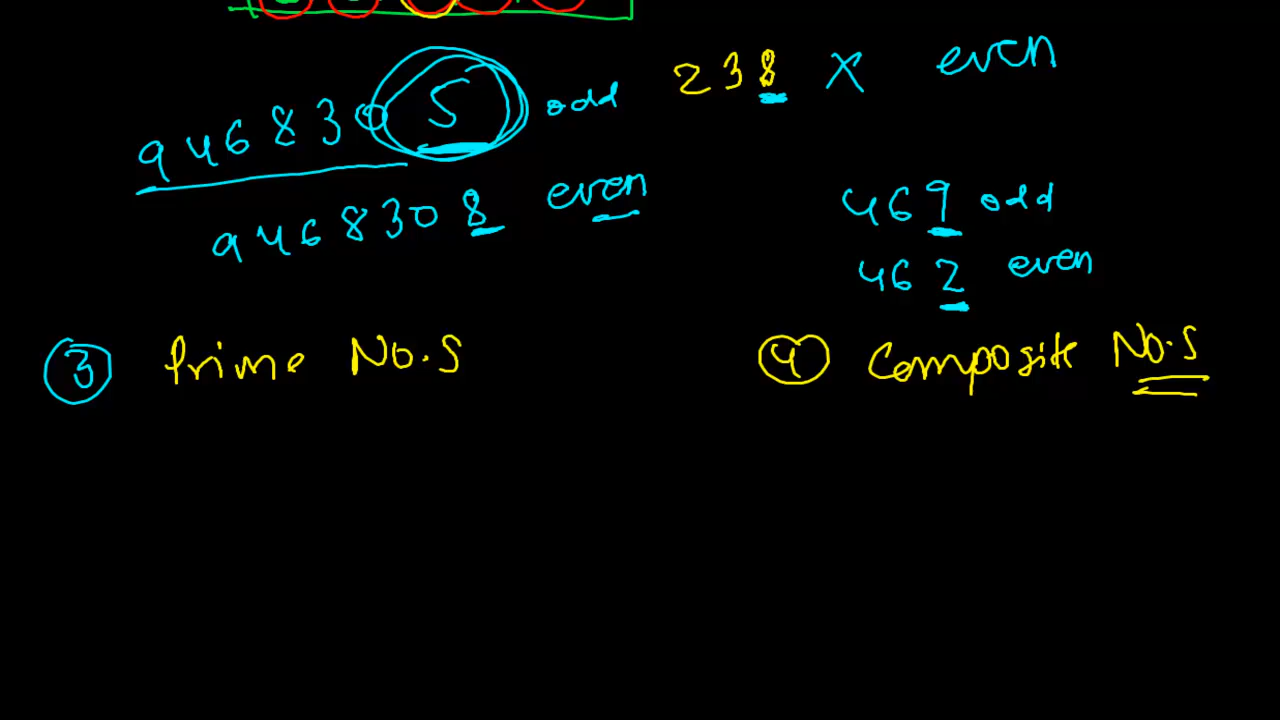 9468305 odd 238 X even
9468308 even 469 odd
462 even
3 Prime No.s 4 Composite No.s